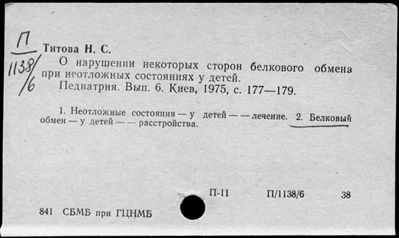 П
1138/6
Титова Н. С.
О нарушении некоторых сторон белкового обмена
при неотложных состояниях у детей.
Педиатрия. Вып. 6. Киев, 1975, с. 177—179.
1. Неотложные состояния — у детей — — лечение. 2. Белковый
обмен — у детей — — расстройства.
П-11 П/1138/6 38
841 СБМБ при ГЦНМБ